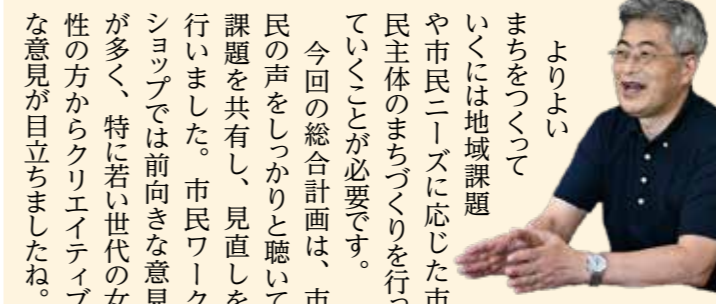 よりよい
まちをつくって
いくには地域課題
や市民ニーズに応じた市
民主体のまちづくりを行っ
ていくことが必要です。
今回の総合計画は、市
民の声をしっかりと聴いて
課題を共有し、見直しを
行いました。市民ワーク
ショップでは前向きな意見
が多く、特に若い世代の女
性の方からクリエイティブ
な意見が目立ちましたね。